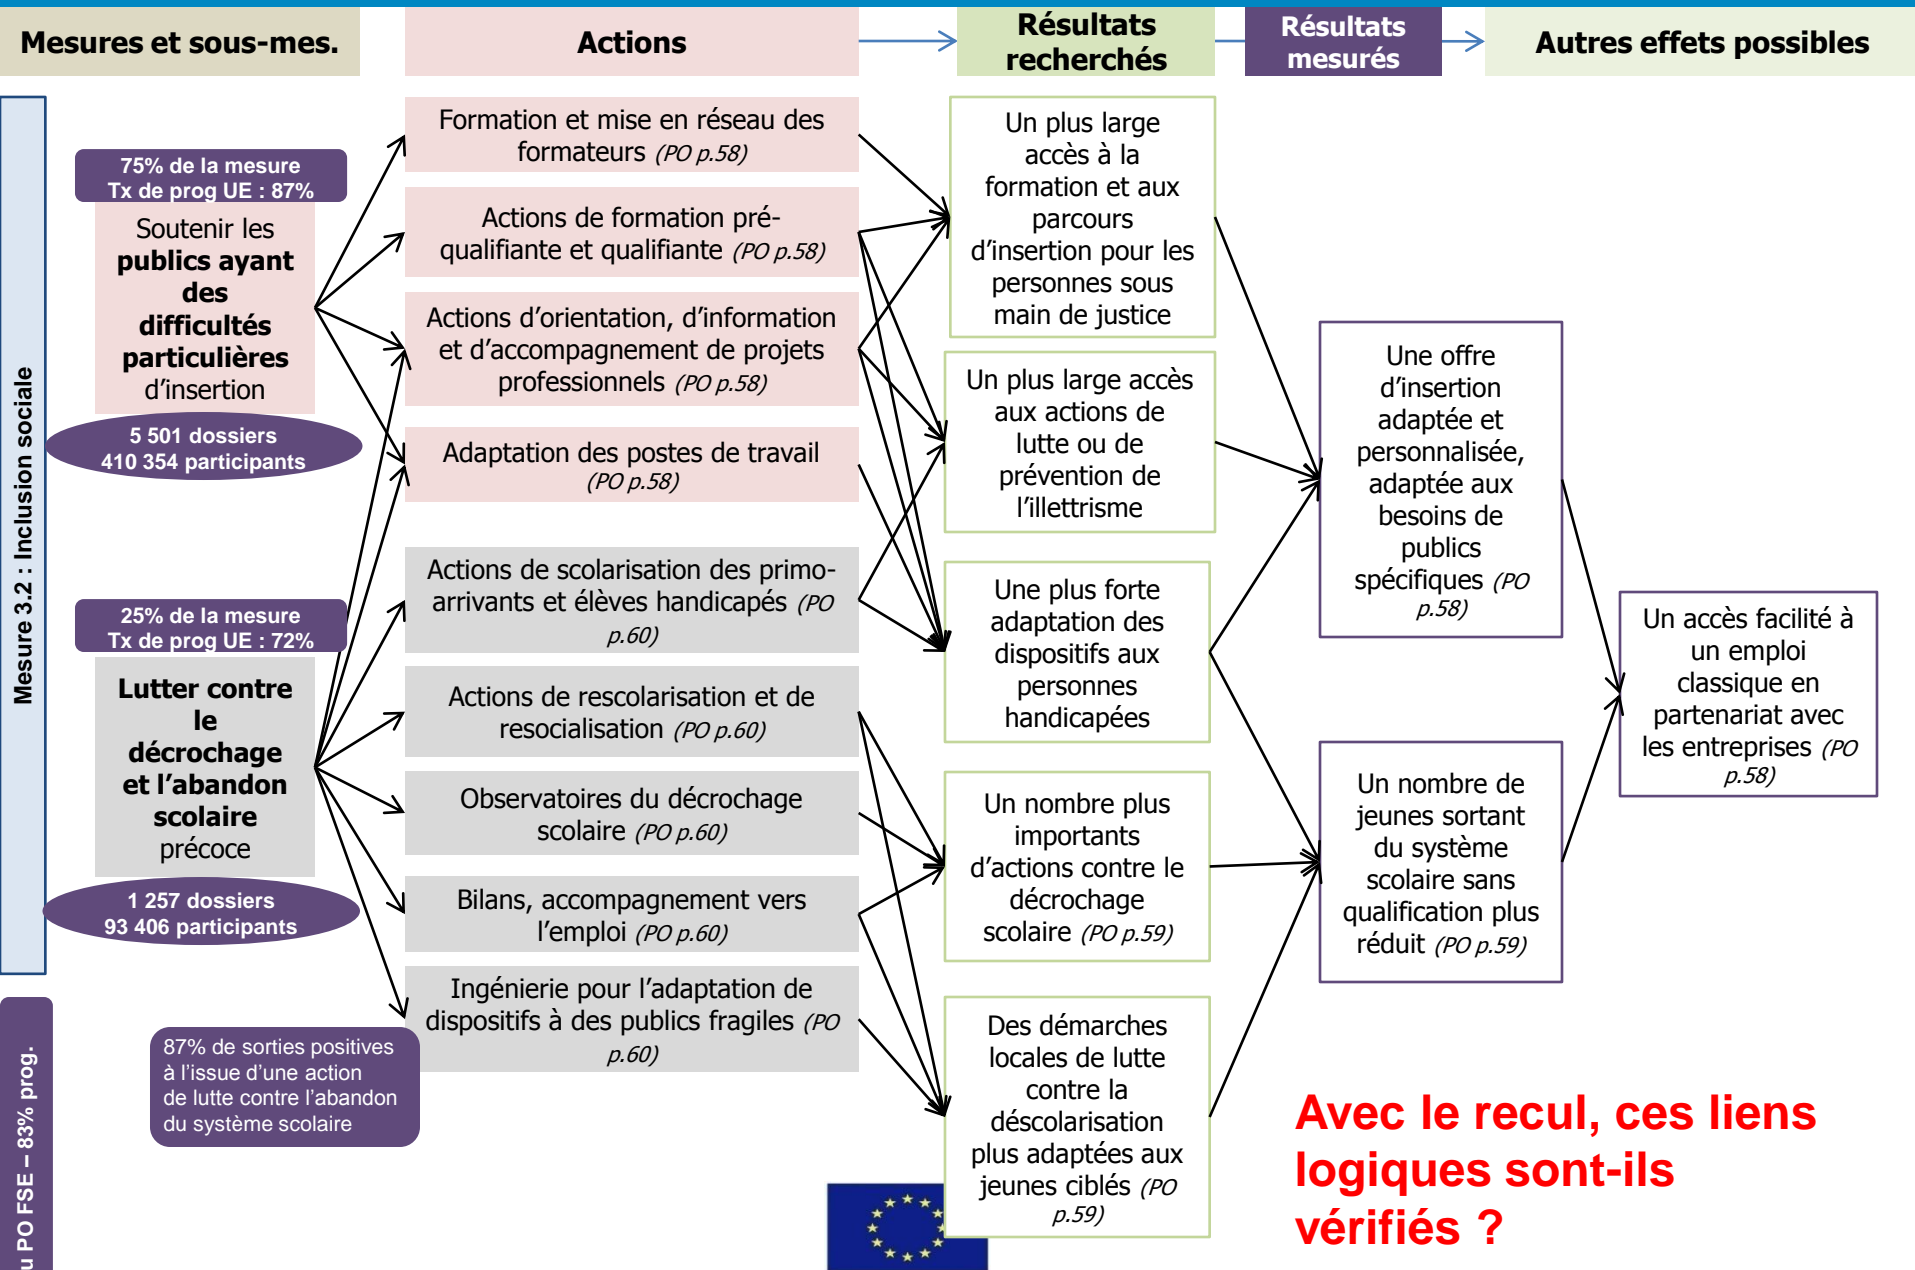 Mesures et sous-mes.
Actions
Résultats
recherchés
Résultats
mesurés
Autres effets possibles
Mesure 3.2 : Inclusion sociale
75% de la mesure
Tx de prog UE : 87%
Soutenir les
publics ayant
des
difficultés
particulières
d’insertion
5 501 dossiers
410 354 participants
25% de la mesure
Tx de prog UE : 72%
Lutter contre
le
décrochage
et l’abandon
scolaire
précoce
1 257 dossiers
93 406 participants
u PO FSE – 83% prog.
87% de sorties positives
à l’issue d’une action
de lutte contre l’abandon
du système scolaire
Formation et mise en réseau des
formateurs (PO p.58)
Actions de formation pré-
qualifiante et qualifiante (PO p.58)
Actions d’orientation, d’information
et d’accompagnement de projets
professionnels (PO p.58)
Adaptation des postes de travail
(PO p.58)
Actions de scolarisation des primo-
arrivants et élèves handicapés (PO
p.60)
Actions de rescolarisation et de
resocialisation (PO p.60)
Observatoires du décrochage
scolaire (PO p.60)
Bilans, accompagnement vers
l’emploi (PO p.60)
Ingénierie pour l’adaptation de
dispositifs à des publics fragiles (PO
p.60)
Un plus large
accès à la
formation et aux
parcours
d’insertion pour les
personnes sous
main de justice
Un plus large accès
aux actions de
lutte ou de
prévention de
l’illettrisme
Une plus forte
adaptation des
dispositifs aux
personnes
handicapées
Un nombre plus
importants
d’actions contre le
décrochage
scolaire (PO p.59)
Des démarches
locales de lutte
contre la
déscolarisation
plus adaptées aux
jeunes ciblés (PO
p.59)
Une offre
d’insertion
adaptée et
personnalisée,
adaptée aux
besoins de
publics
spécifiques (PO
p.58)
Un nombre de
jeunes sortant
du système
scolaire sans
qualification plus
réduit (PO p.59)
Un accès facilité à
un emploi
classique en
partenariat avec
les entreprises (PO
p.58)
Avec le recul, ces liens
logiques sont-ils
vérifiés ?